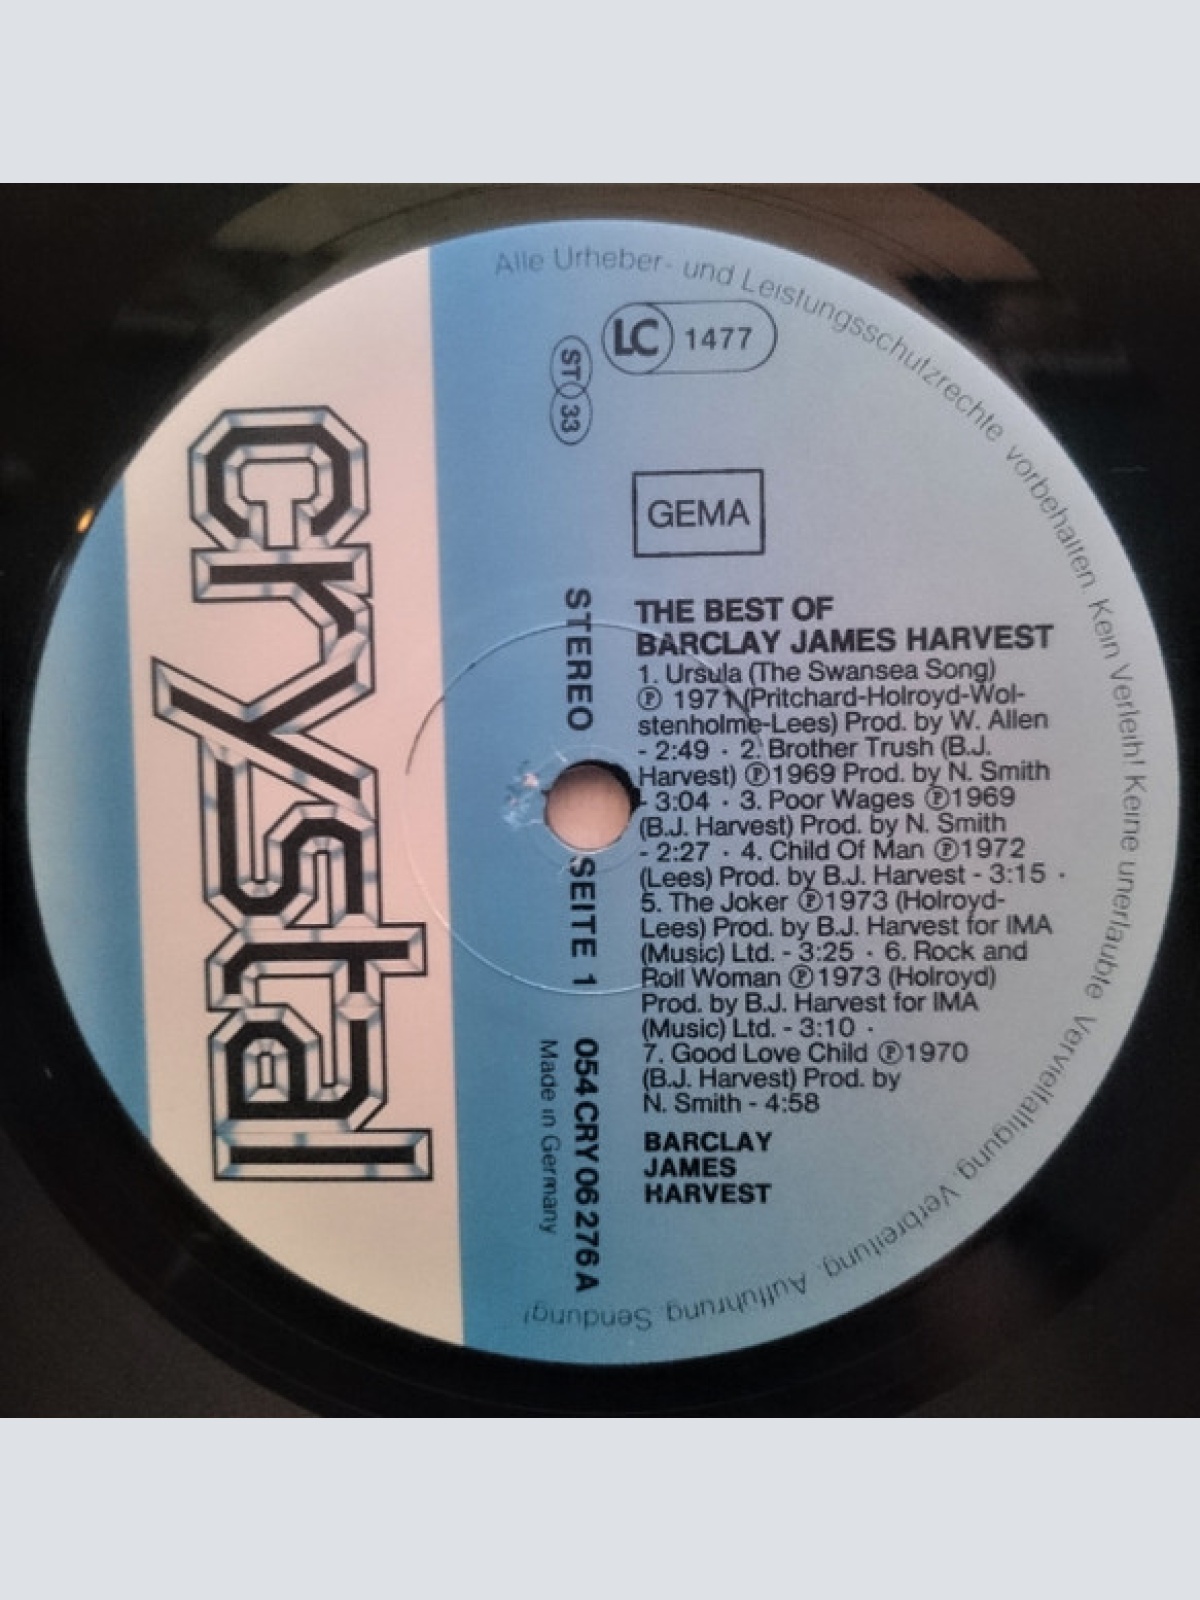 Alle Urheber- und Leistungsschutzrechte vorbehalten. Kein Verleih! Keine unerlaubte Vervielfältigung, Verbreitung, Aufführung, Sendung!
LC 1477
ST 33
GEMA
crystal
STEREO SEITE 1 054 CRY 06 276 A
Made in Germany
THE BEST OF
BARCLAY JAMES HARVEST
1. Ursula (The Swansea Song)
℗ 1971 (Pritchard-Holroyd-Wol-
stenholme-Lees) Prod. by W. Allen
- 2:49 · 2. Brother Trush (B.J.
Harvest) ℗1969 Prod. by N. Smith
- 3:04 · 3. Poor Wages ℗1969
(B.J. Harvest) Prod. by N. Smith
- 2:27 · 4. Child Of Man ℗1972
(Lees) Prod. by B.J. Harvest - 3:15 ·
5. The Joker ℗1973 (Holroyd-
Lees) Prod. by B.J. Harvest for IMA
(Music) Ltd. - 3:25 · 6. Rock and
Roll Woman ℗1973 (Holroyd)
Prod. by B.J. Harvest for IMA
(Music) Ltd. - 3:10 ·
7. Good Love Child ℗1970
(B.J. Harvest) Prod. by
N. Smith - 4:58
BARCLAY
JAMES
HARVEST